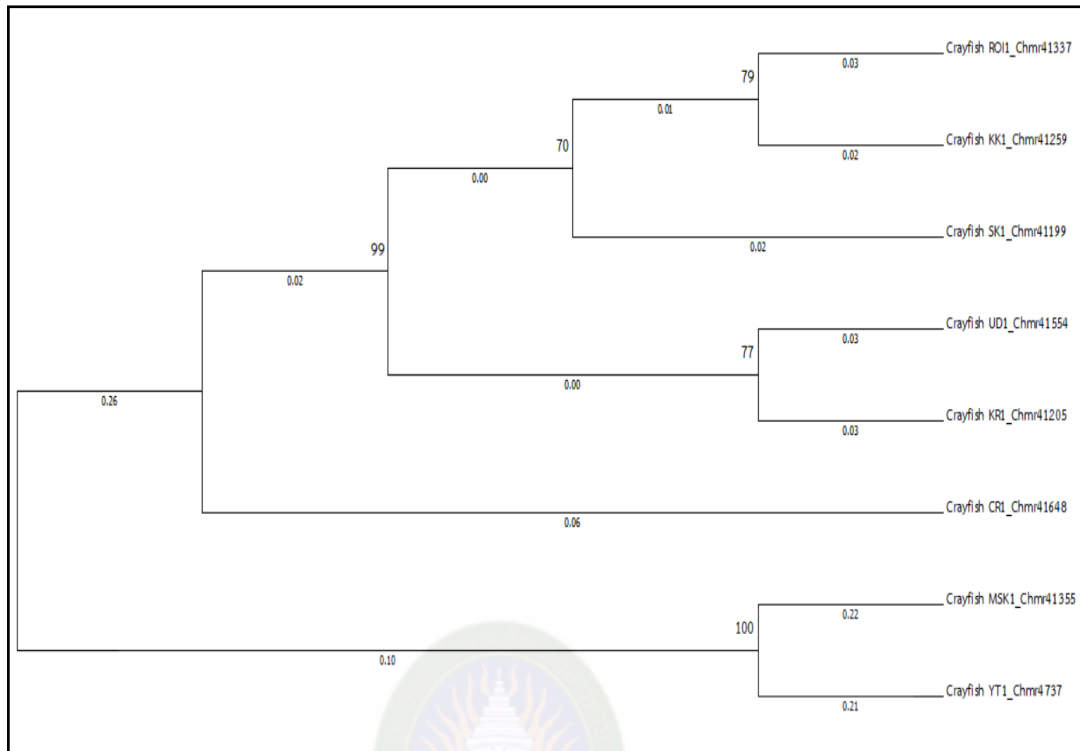 Crayfish ROI1_Chmr41337
0.03
79
0.01
Crayfish KK1_Chmr41259
0.02
70
0.00
Crayfish SK1_Chmr41199
0.02
99
0.02
Crayfish UD1_Chmr41554
0.03
77
0.00
Crayfish KR1_Chmr41205
0.03
0.26
Crayfish CR1_Chmr41648
0.06
Crayfish MSK1_Chmr41355
0.22
100
0.10
Crayfish YT1_Chmr4737
0.21